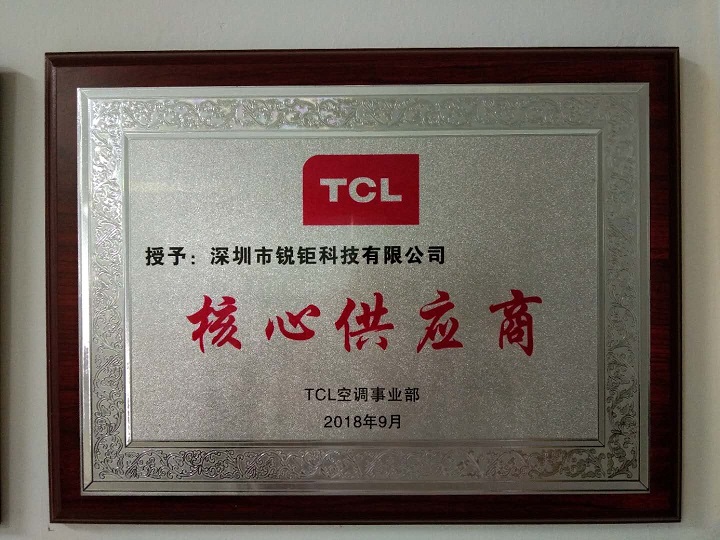 TCL
授予：深圳市锐钜科技有限公司
核心供应商
TCL空调事业部
2018年9月